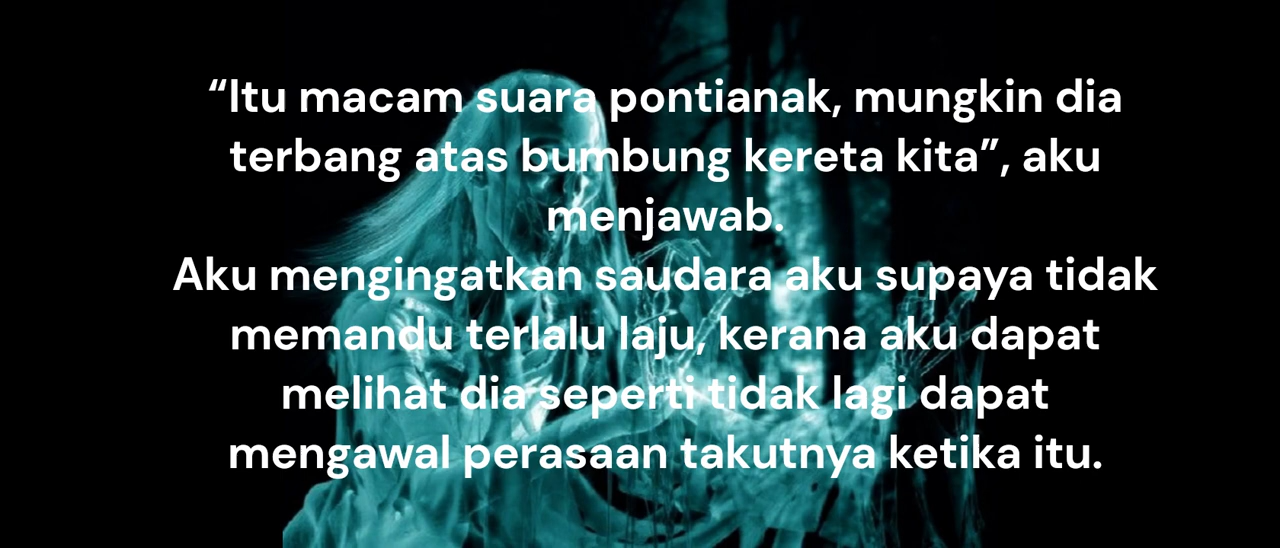 “Itu macam suara pontianak, mungkin dia
terbang atas bumbung kereta kita”, aku
menjawab.
Aku mengingatkan saudara aku supaya tidak
memandu terlalu laju, kerana aku dapat
melihat dia seperti tidak lagi dapat
mengawal perasaan takutnya ketika itu.